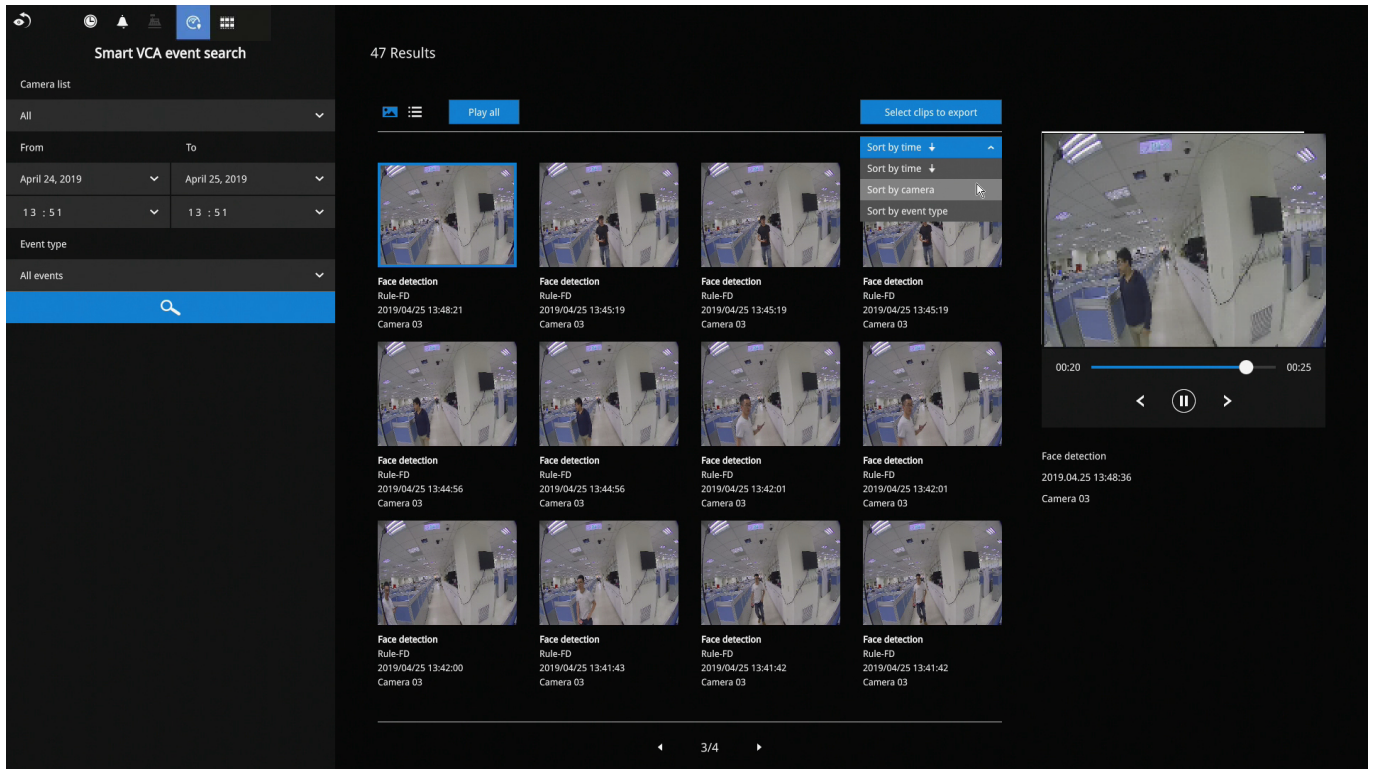 Smart VCA event search
Camera list
All
From To
April 24, 2019 April 25, 2019
13 : 51 13 : 51
Event type
All events
47 Results
Play all
Select clips to export
Sort by time
Sort by time
Sort by camera
Sort by event type
Face detection Face detection Face detection Face detection
Rule-FD Rule-FD Rule-FD Rule-FD
2019/04/25 13:48:21 2019/04/25 13:45:19 2019/04/25 13:45:19 2019/04/25 13:45:19
Camera 03 Camera 03 Camera 03 Camera 03
Face detection Face detection Face detection Face detection
Rule-FD Rule-FD Rule-FD Rule-FD
2019/04/25 13:44:56 2019/04/25 13:44:56 2019/04/25 13:42:01 2019/04/25 13:42:01
Camera 03 Camera 03 Camera 03 Camera 03
Face detection Face detection Face detection Face detection
Rule-FD Rule-FD Rule-FD Rule-FD
2019/04/25 13:42:00 2019/04/25 13:41:43 2019/04/25 13:41:42 2019/04/25 13:41:42
Camera 03 Camera 03 Camera 03 Camera 03
3/4
00:20 00:25
Face detection
2019.04.25 13:48:36
Camera 03